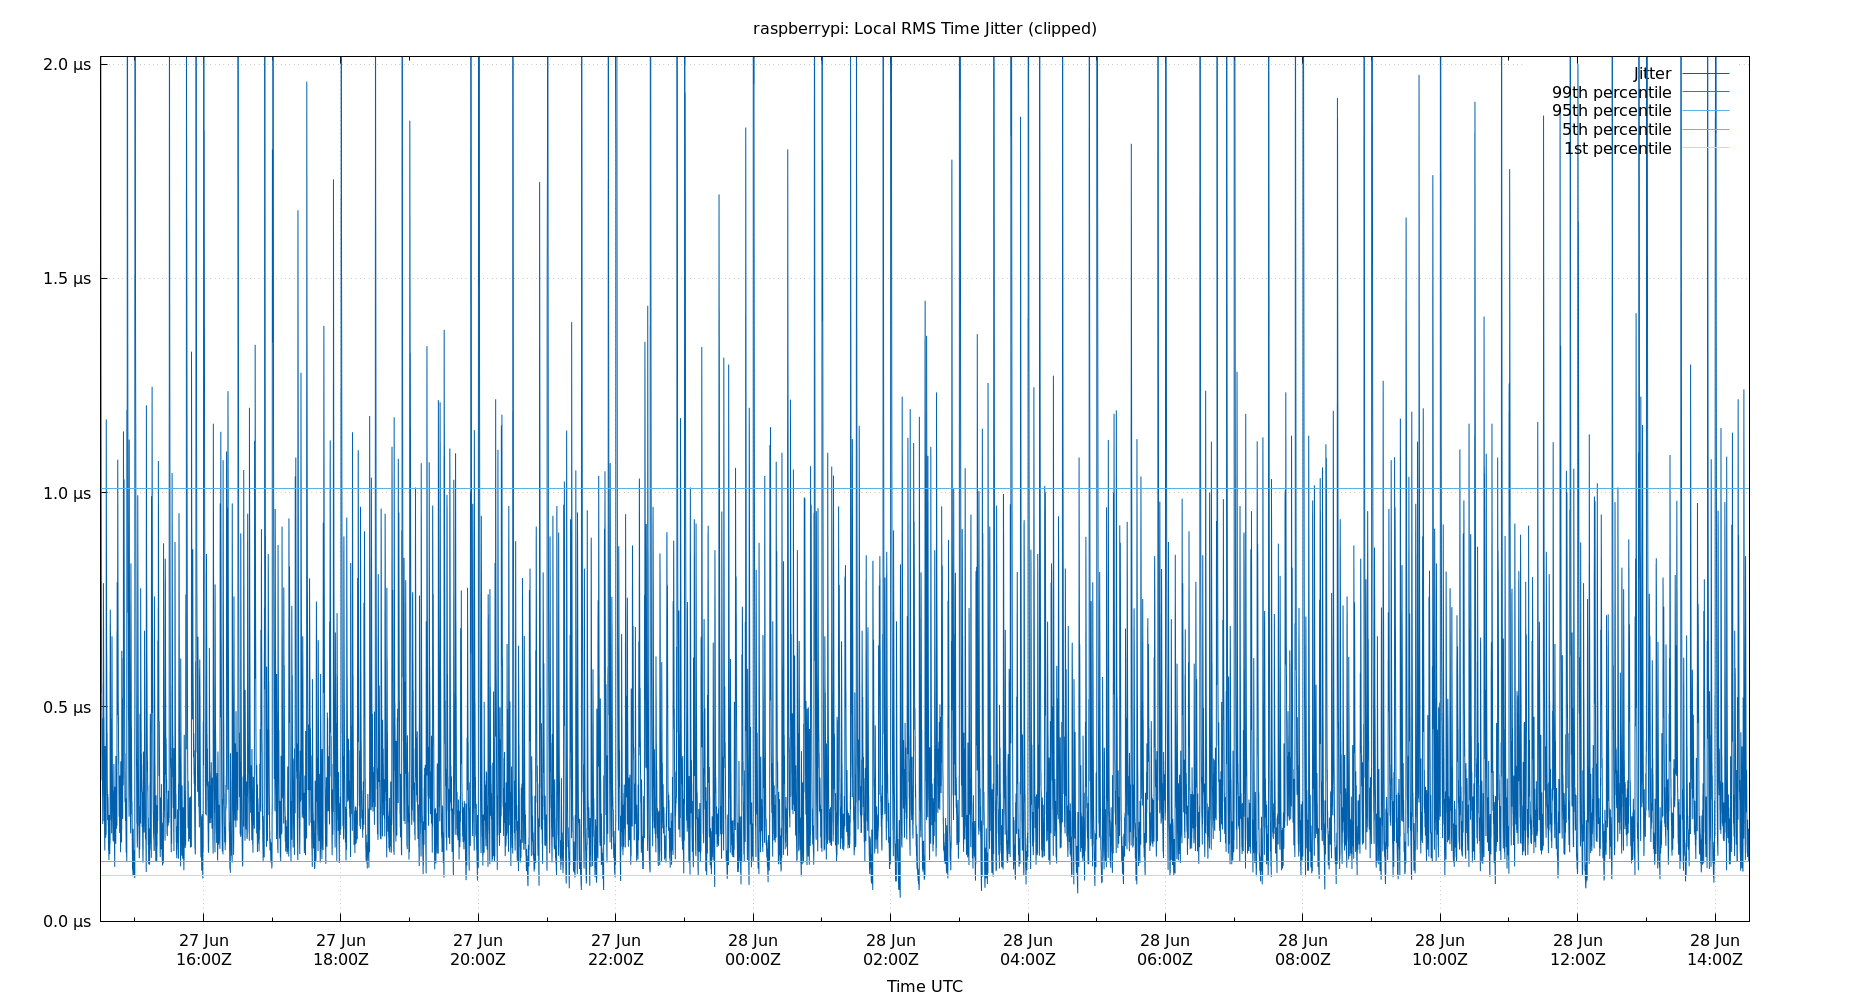 raspberrypi: Local RMS Time Jitter (clipped)
2.0 µs
1.5 µs
1.0 µs
0.5 µs
0.0 µs
Jitter
99th percentile
95th percentile
5th percentile
1st percentile
27 Jun 27 Jun 27 Jun 27 Jun 28 Jun 28 Jun 28 Jun 28 Jun 28 Jun 28 Jun 28 Jun 28 Jun
16:00Z 18:00Z 20:00Z 22:00Z 00:00Z 02:00Z 04:00Z 06:00Z 08:00Z 10:00Z 12:00Z 14:00Z
Time UTC